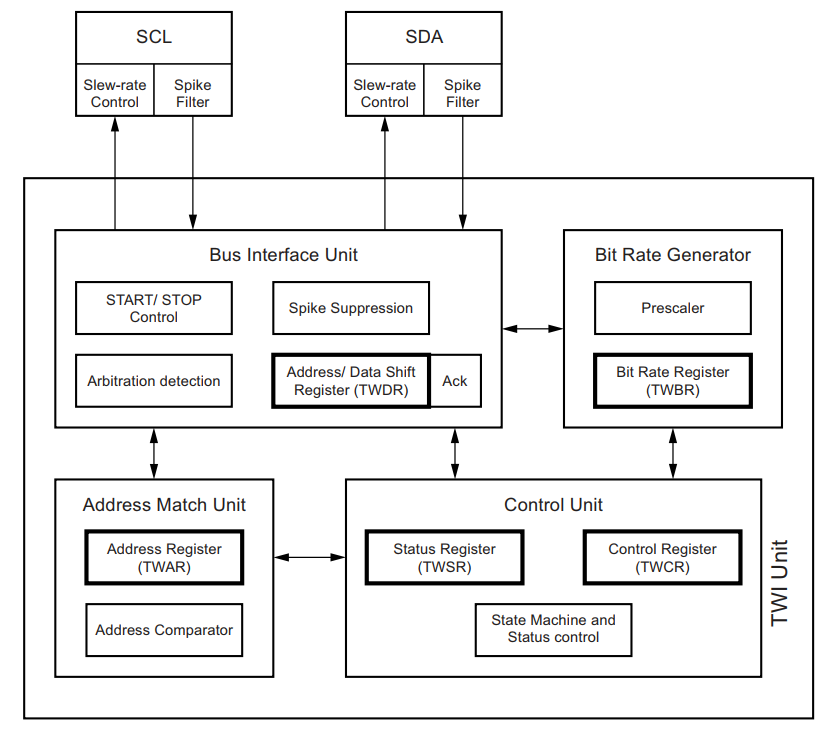 SCL
Slew-rate
Control
Spike
Filter
SDA
Slew-rate
Control
Spike
Filter
Bus Interface Unit
START/ STOP
Control
Spike Suppression
Arbitration detection
Address/ Data Shift
Register (TWDR)
Ack
Bit Rate Generator
Prescaler
Bit Rate Register
(TWBR)
Address Match Unit
Address Register
(TWAR)
Address Comparator
Control Unit
Status Register
(TWSR)
Control Register
(TWCR)
State Machine and
Status control
TWI Unit